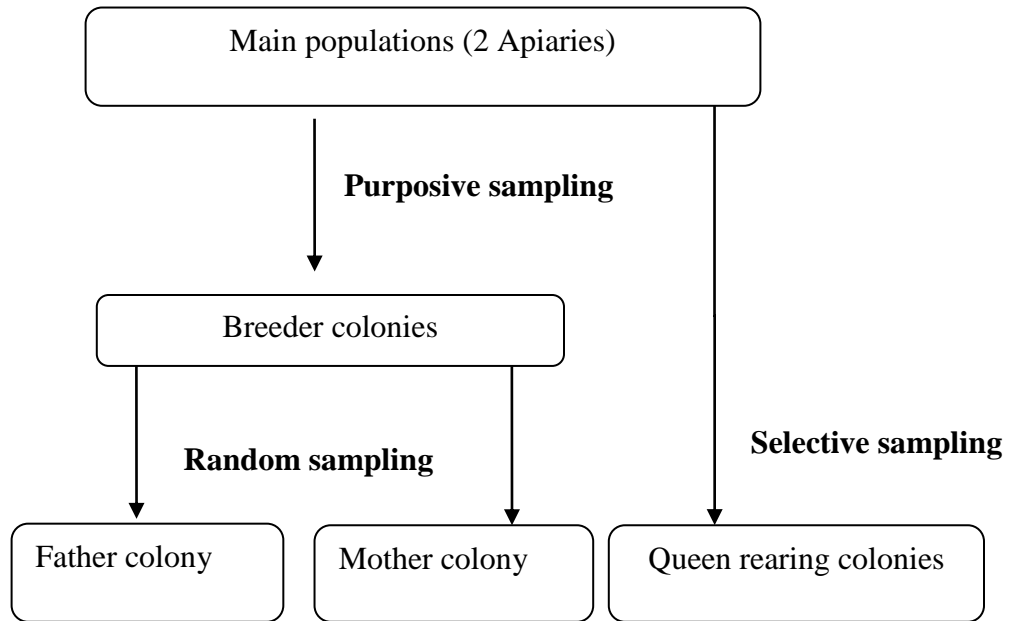 Main populations (2 Apiaries)
Purposive sampling
Breeder colonies
Random sampling
Selective sampling
Father colony
Mother colony
Queen rearing colonies